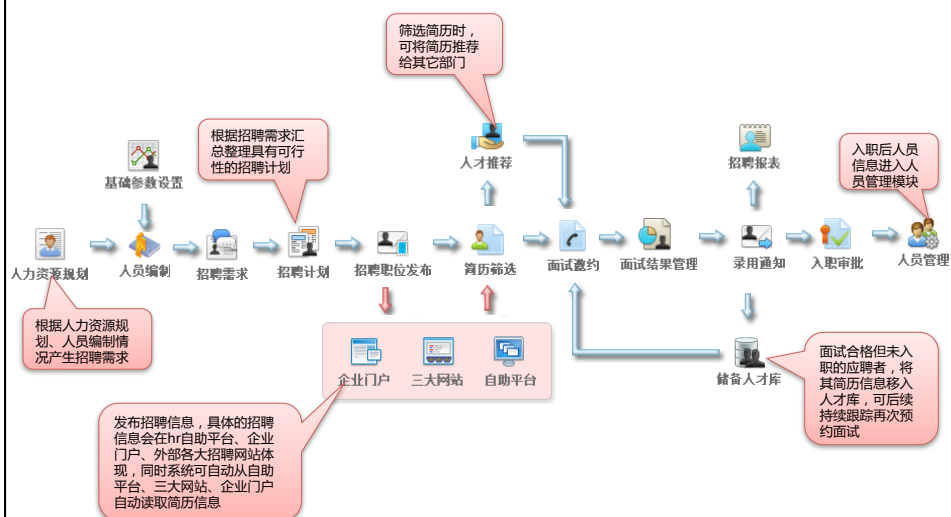 筛选简历时，
可将简历推荐
给其它部门
根据招聘需求汇
总整理具有可行
性的招聘计划
入职后人员
信息进入人
员管理模块
人才推荐
招聘报表
基础参数设置
人力资源规划
人员编制
招聘需求
招聘计划
招聘职位发布
简历筛选
面试邀约
面试结果管理
录用通知
入职审批
人员管理
根据人力资源规
划、人员编制情
况产生招聘需求
企业门户
三大网站
自助平台
储备人才库
面试合格但未入
职的应聘者，将
其简历信息移入
人才库，可后续
持续跟踪再次预
约面试
发布招聘信息，具体的招聘
信息会在hr自助平台、企业
门户、外部各大招聘网站体
现，同时系统可自动从自助
平台、三大网站、企业门户
自动读取简历信息